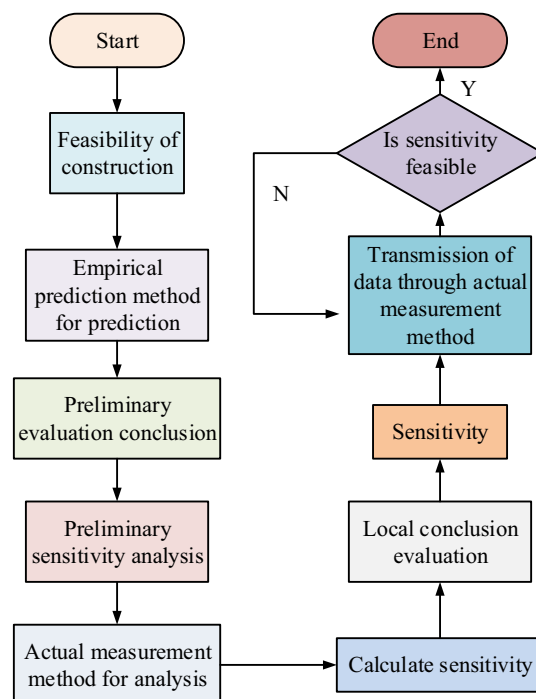 Start
Feasibility of
construction
Empirical
prediction method
for prediction
Preliminary
evaluation conclusion
Preliminary
sensitivity analysis
Actual measurement
method for analysis
Calculate sensitivity
Local conclusion
evaluation
Sensitivity
Transmission of
data through actual
measurement
method
Is sensitivity
feasible
N
Y
End